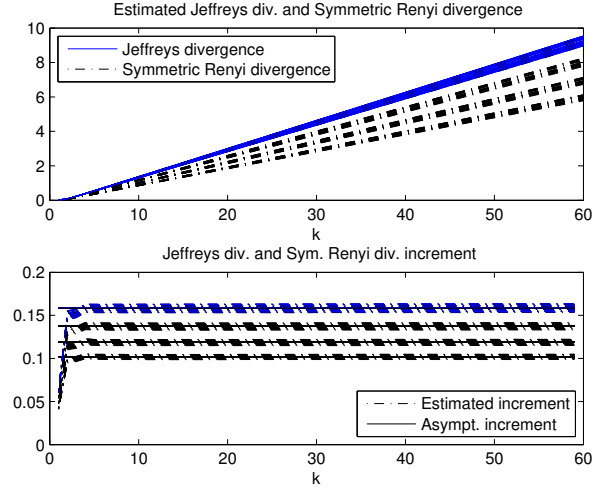 Estimated Jeffreys div. and Symmetric Renyi divergence
10
8
6
4
2
0
Jeffreys divergence
Symmetric Renyi divergence
0 10 20 30 40 50 60
k
Jeffreys div. and Sym. Renyi div. increment
0.2
0.15
0.1
0.05
0
Estimated increment
Asympt. increment
0 10 20 30 40 50 60
k